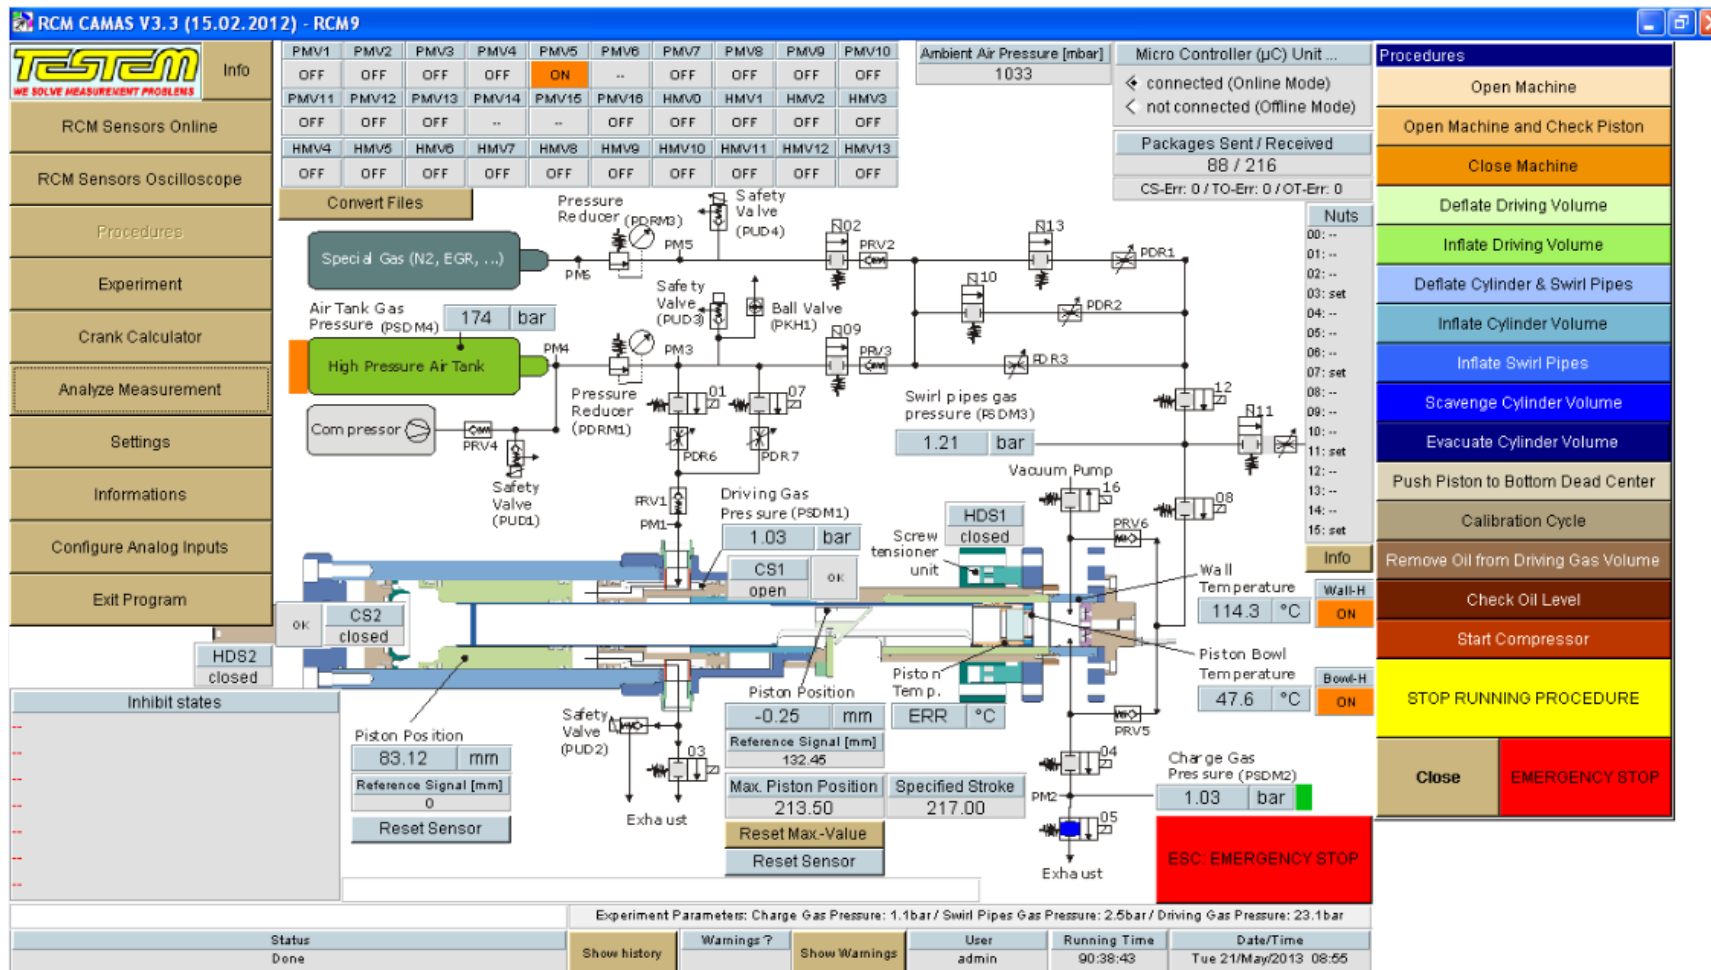 RCM CAMAS V3.3 (15.02.2012) - RCM9
TESTEM
WE SOLVE MEASUREMENT PROBLEMS
Info
RCM Sensors Online
RCM Sensors Oscilloscope
Procedures
Experiment
Crank Calculator
Analyze Measurement
Settings
Informations
Configure Analog Inputs
Exit Program
PMV1 PMV2 PMV3 PMV4 PMV5 PMV6 PMV7 PMV8 PMV9 PMV10
OFF OFF OFF OFF ON -- OFF OFF OFF OFF
PMV11 PMV12 PMV13 PMV14 PMV15 PMV16 HMV0 HMV1 HMV2 HMV3
OFF OFF OFF -- -- OFF OFF OFF OFF OFF
HMV4 HMV5 HMV6 HMV7 HMV8 HMV9 HMV10 HMV11 HMV12 HMV13
OFF OFF OFF OFF OFF OFF OFF OFF OFF OFF
Convert Files
Ambient Air Pressure [mbar]
1033
Micro Controller (µC) Unit ...
connected (Online Mode)
not connected (Offline Mode)
Packages Sent / Received
88 / 216
CS-Err: 0 / TO-Err: 0 / OT-Err: 0
Pressure
Reducer (PDRM3)
Safety
Valve
(PUD4)
Special Gas (N2, EGR, ...)
PM6
PM5
N02
PRV2
N13
PDR1
N10
PDR2
Air Tank Gas
Pressure (PSDM4)
174 bar
High Pressure Air Tank
PM4
PM3
Safety
Valve
(PUD3)
Ball Valve
(PKH1)
N09
PRV3
PDR3
Compressor
PRV4
Safety
Valve
(PUD1)
Pressure
Reducer
(PDRM1)
01
07
PDR6
PDR7
Swirl pipes gas
pressure (PSDM3)
1.21 bar
12
N11
Vacuum Pump
16
08
PRV6
PRV1
PM1
Driving Gas
Pressure (PSDM1)
1.03 bar
CS1
open
OK
Screw
tensioner
unit
HDS1
closed
Nuts
00: --
01: --
02: --
03: set
04: --
05: --
06: --
07: set
08: --
09: --
10: --
11: set
12: --
13: --
14: --
15: set
Info
Wall
Temperature
114.3 °C
Wall-H
ON
OK
CS2
closed
HDS2
closed
Piston Bowl
Temperature
47.6 °C
Bowl-H
ON
Inhibit states
--
--
--
--
--
--
--
Piston Position
83.12 mm
Reference Signal [mm]
0
Reset Sensor
Safety
Valve
(PUD2)
03
Exhaust
Piston Position
-0.25 mm
Reference Signal [mm]
132.45
Max. Piston Position
213.50
Specified Stroke
217.00
Reset Max.-Value
Reset Sensor
Piston
Temp.
ERR °C
PRV5
04
PM2
05
Exhaust
Charge Gas
Pressure (PSDM2)
1.03 bar
ESC: EMERGENCY STOP
Procedures
Open Machine
Open Machine and Check Piston
Close Machine
Deflate Driving Volume
Inflate Driving Volume
Deflate Cylinder & Swirl Pipes
Inflate Cylinder Volume
Inflate Swirl Pipes
Scavenge Cylinder Volume
Evacuate Cylinder Volume
Push Piston to Bottom Dead Center
Calibration Cycle
Remove Oil from Driving Gas Volume
Check Oil Level
Start Compressor
STOP RUNNING PROCEDURE
Close
EMERGENCY STOP
Experiment Parameters: Charge Gas Pressure: 1.1bar / Swirl Pipes Gas Pressure: 2.5bar / Driving Gas Pressure: 23.1bar
Status
Done
Show history
Warnings ?
Show Warnings
User
admin
Running Time
90:38:43
Date/Time
Tue 21/May/2013 08:55